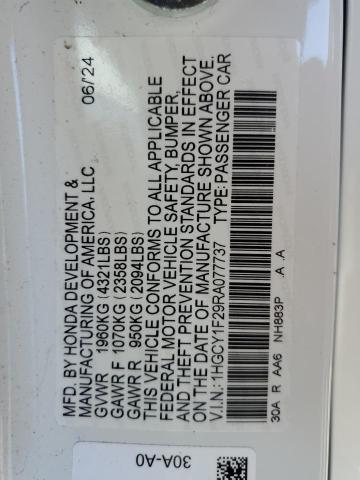 MFD. BY HONDA DEVELOPMENT & 06/24
MANUFACTURING OF AMERICA, LLC
GVWR 1960KG (4321LBS)
GAWR F 1070KG (2358LBS)
GAWR R 950KG (2094LBS)
THIS VEHICLE CONFORMS TO ALL APPLICABLE
FEDERAL MOTOR VEHICLE SAFETY, BUMPER,
AND THEFT PREVENTION STANDARDS IN EFFECT
ON THE DATE OF MANUFACTURE SHOWN ABOVE.
V.I.N.: 1HGCY1F29RA077737 TYPE: PASSENGER CAR
30A R AA6 NH883P .A .A
30A-A0